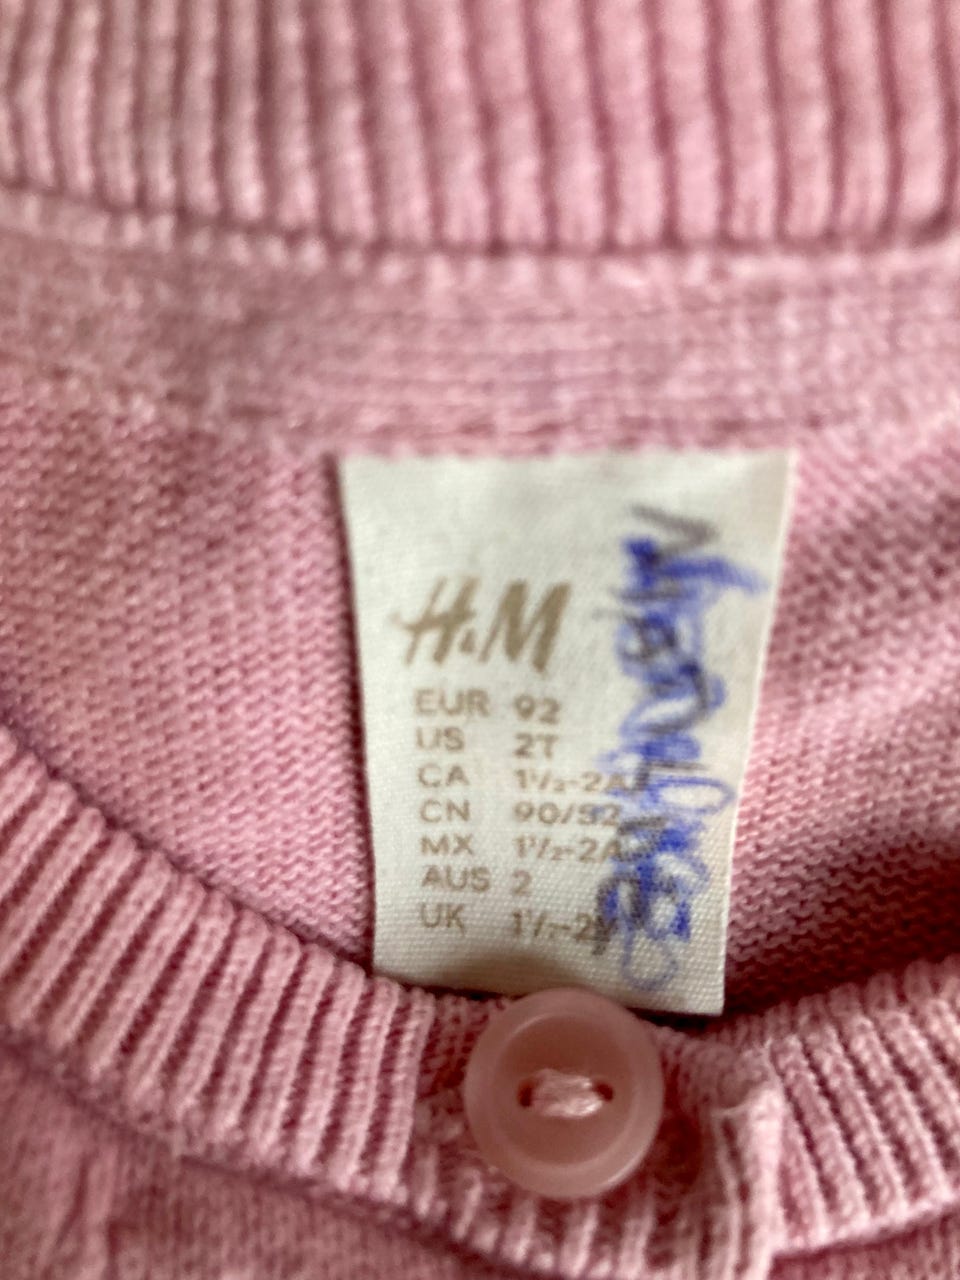 H&M
EUR 92
US 2T
CA 1½-2A
CN 90/52
MX 1½-2A
AUS 2
UK 1½-2